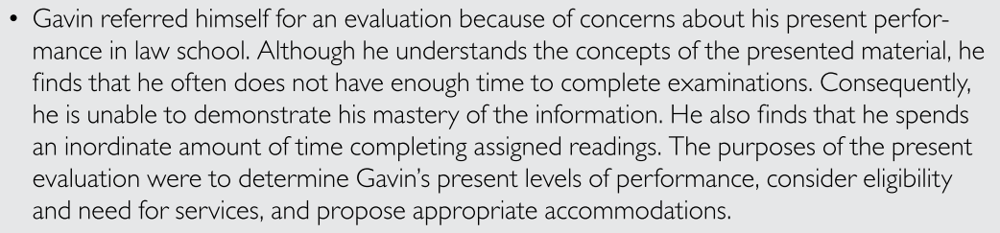 • Gavin referred himself for an evaluation because of concerns about his present perfor-
mance in law school. Although he understands the concepts of the presented material, he
finds that he often does not have enough time to complete examinations. Consequently,
he is unable to demonstrate his mastery of the information. He also finds that he spends
an inordinate amount of time completing assigned readings. The purposes of the present
evaluation were to determine Gavin’s present levels of performance, consider eligibility
and need for services, and propose appropriate accommodations.